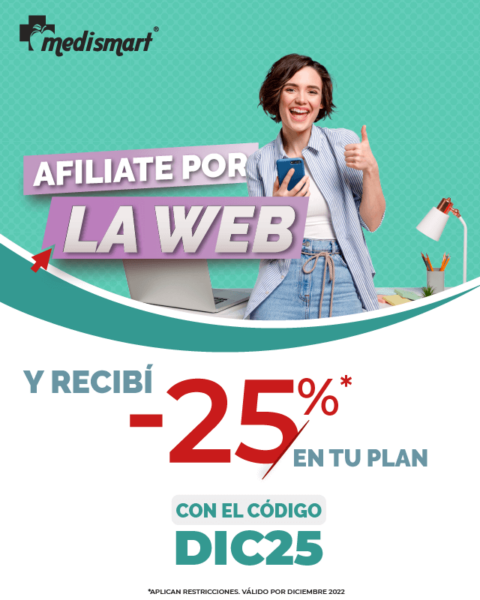 medismart®
AFILIATE POR
LA WEB
Y RECIBÍ
-25%*
EN TU PLAN
CON EL CÓDIGO
DIC25
*APLICAN RESTRICCIONES. VÁLIDO POR DICIEMBRE 2022